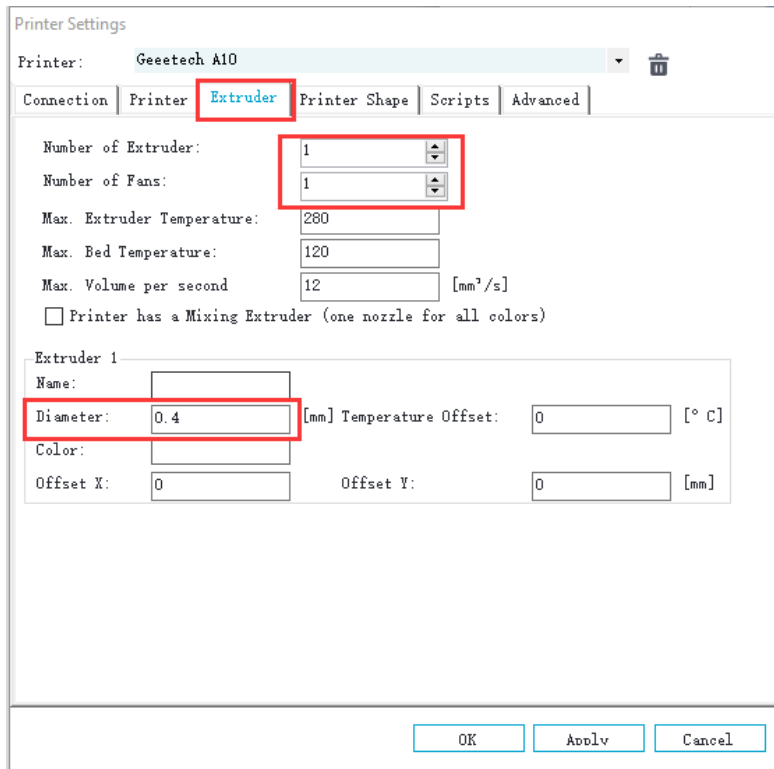 Printer Settings
Printer: Geeetech A10
Connection Printer Extruder Printer Shape Scripts Advanced
Number of Extruder: 1
Number of Fans: 1
Max. Extruder Temperature: 280
Max. Bed Temperature: 120
Max. Volume per second 12 [mm³/s]
Printer has a Mixing Extruder (one nozzle for all colors)
Extruder 1
Name:
Diameter: 0.4 [mm] Temperature Offset: 0 [° C]
Color:
Offset X: 0 Offset Y: 0 [mm]
OK Apply Cancel